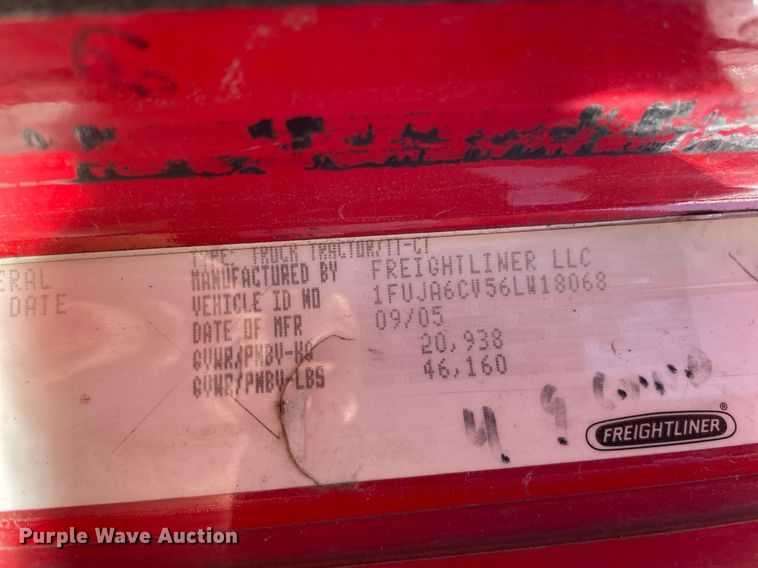 TYPE: TRUCK TRACTOR/TT-CT
ERAL MANUFACTURED BY FREIGHTLINER LLC
DATE VEHICLE ID NO 1FUJA6CV56LW18068
DATE OF MFR 09/05
GVWR/PNBV-KG 20,938
GVWR/PNBV-LBS 46,160
FREIGHTLINER®
Purple Wave Auction